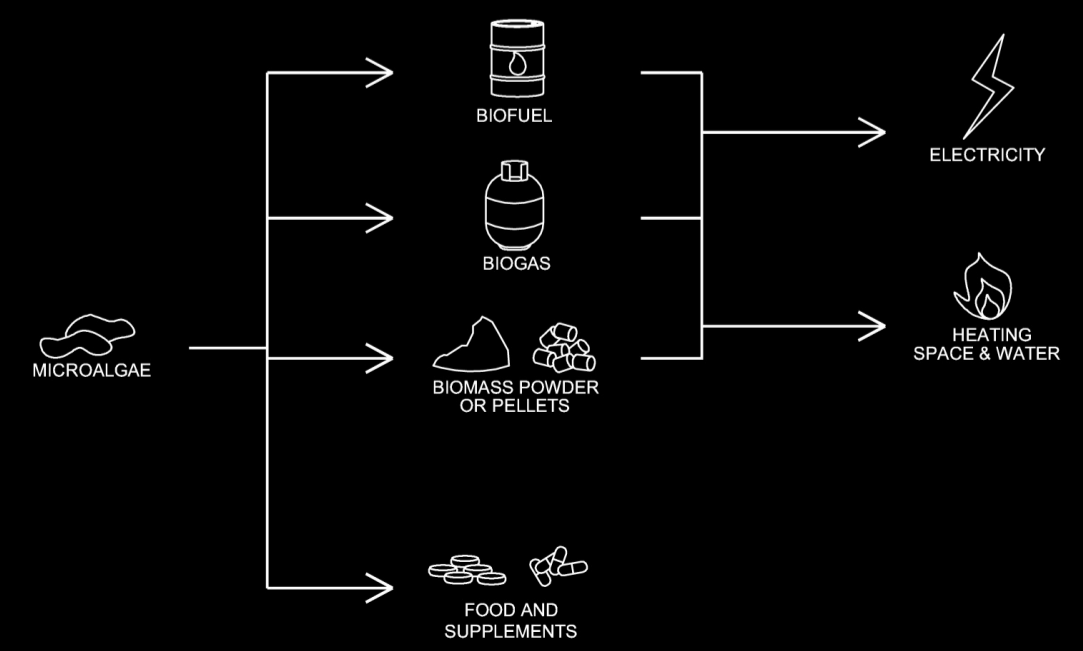 BIOFUEL
ELECTRICITY
BIOGAS
HEATING
SPACE & WATER
MICROALGAE
BIOMASS POWDER
OR PELLETS
FOOD AND
SUPPLEMENTS